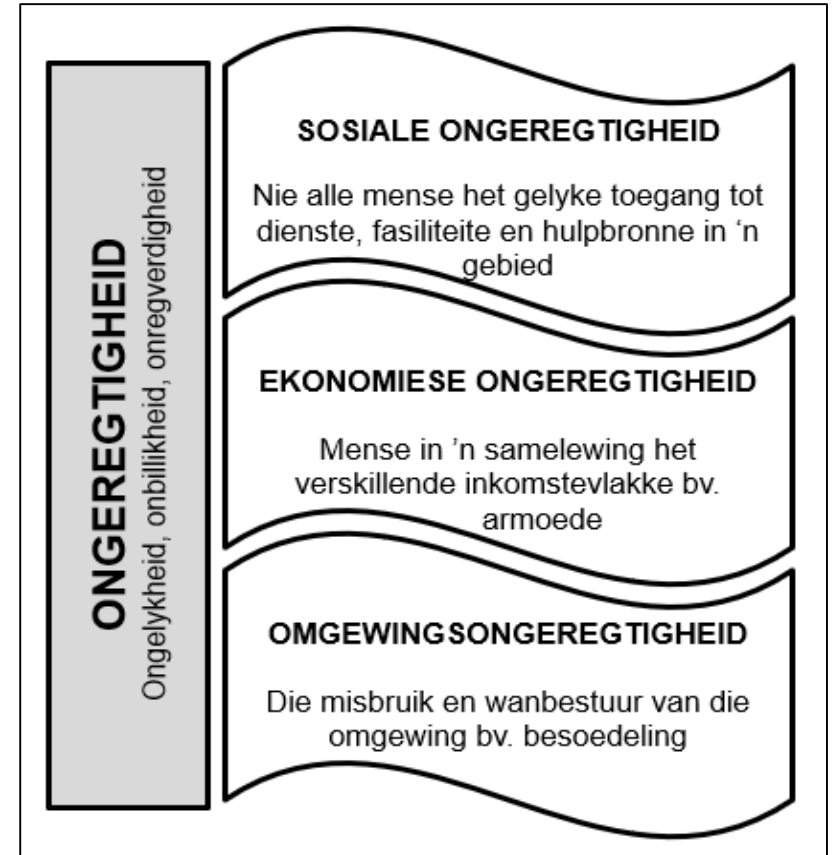 ONGEREGTIGHEID
Ongelykheid, onbillikheid, onregverdigheid
SOSIALE ONGEREGTIGHEID
Nie alle mense het gelyke toegang tot
dienste, fasiliteite en hulpbronne in ‘n
gebied
EKONOMIESE ONGEREGTIGHEID
Mense in ’n samelewing het
verskillende inkomstevlakke bv.
armoede
OMGEWINGSONGEREGTIGHEID
Die misbruik en wanbestuur van die
omgewing bv. besoedeling